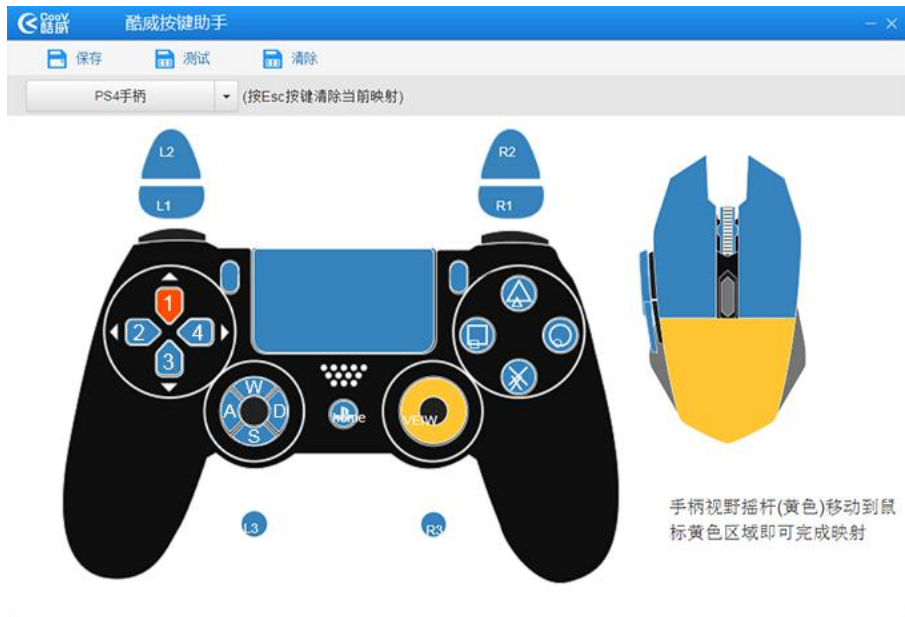 CooV 酷威 酷威按键助手
保存 测试 清除
PS4手柄 (按Esc按键清除当前映射)
L2 R2
L1 R1
1
2 4
3
W
A D
S
home
VEIW
L3 R3
手柄视野摇杆(黄色)移动到鼠
标黄色区域即可完成映射